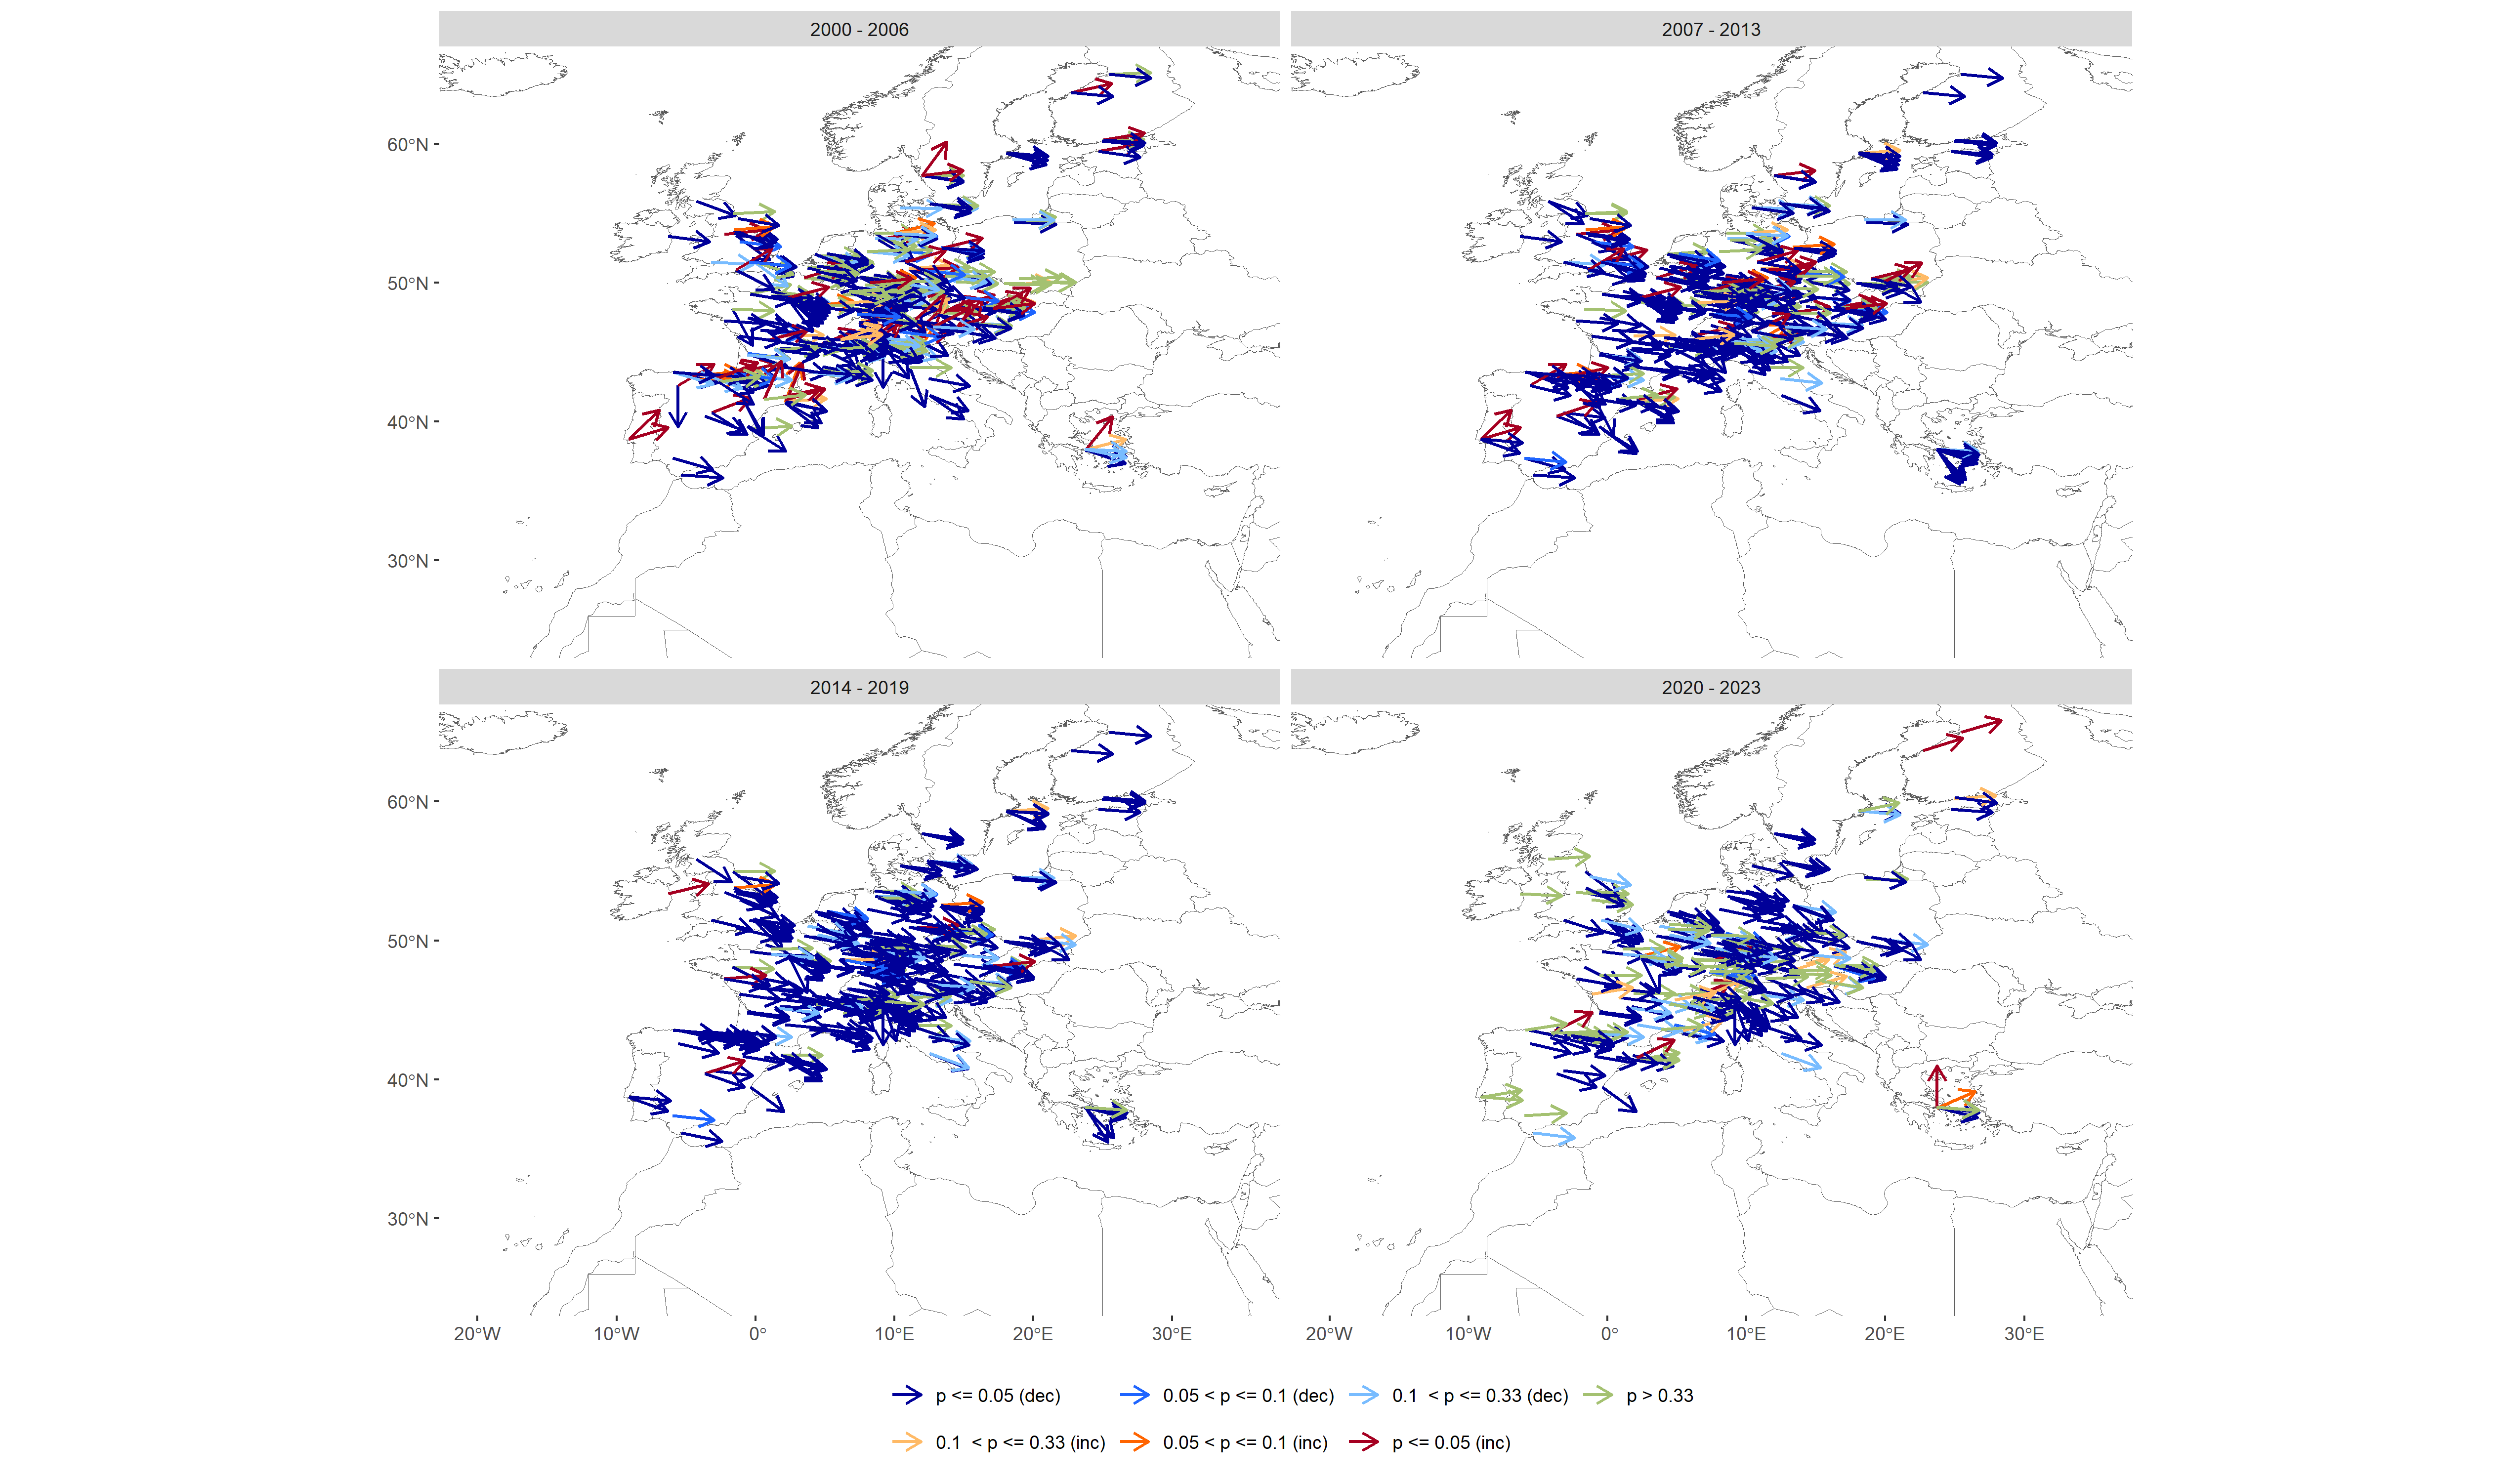 2000 - 2006
2007 - 2013
60°N
50°N
40°N
30°N
2014 - 2019
2020 - 2023
60°N
50°N
40°N
30°N
20°W 10°W 0° 10°E 20°E 30°E
20°W 10°W 0° 10°E 20°E 30°E
p <= 0.05 (dec) 0.05 < p <= 0.1 (dec) 0.1 < p <= 0.33 (dec) p > 0.33
0.1 < p <= 0.33 (inc) 0.05 < p <= 0.1 (inc) p <= 0.05 (inc)